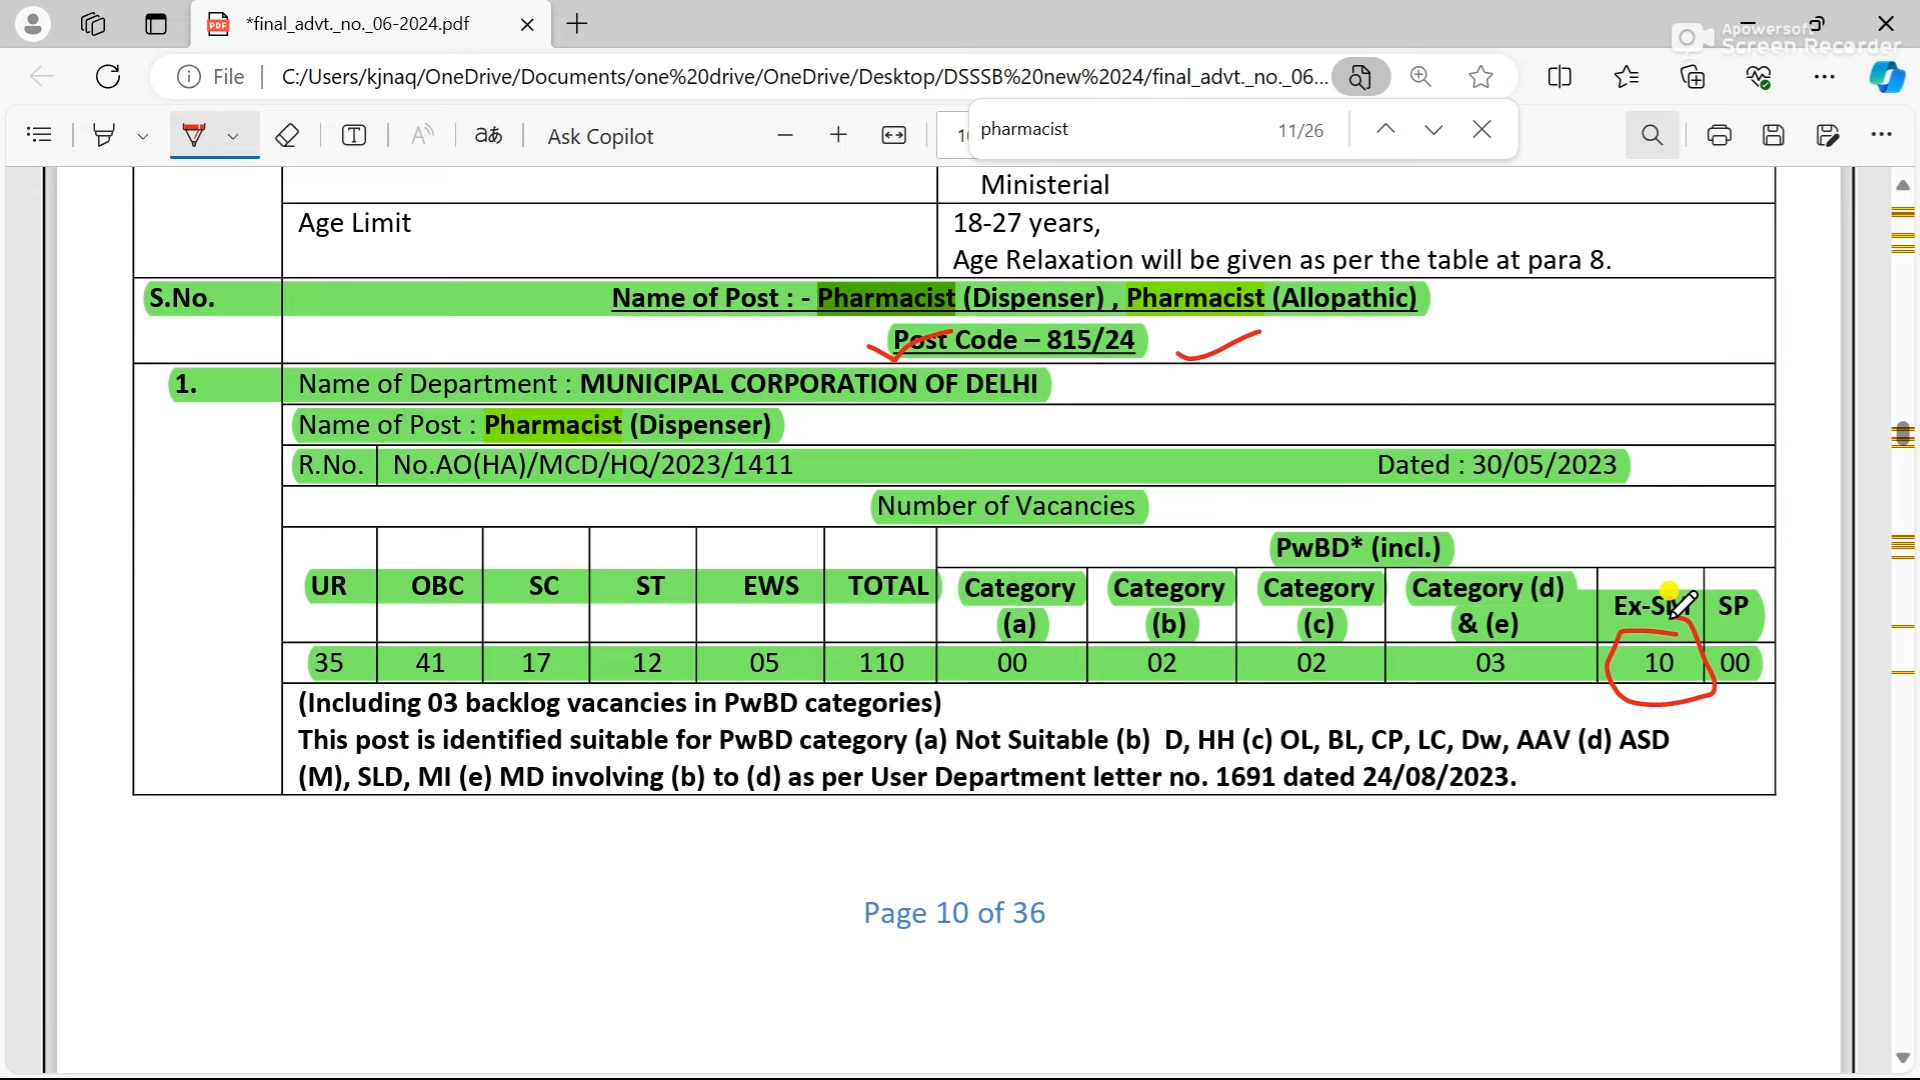 *final_advt._no._06-2024.pdf
Apowersoft
Screen Recorder
File
C:/Users/kjnaq/OneDrive/Documents/one%20drive/OneDrive/Desktop/DSSSB%20new%2024/final_advt._no._06...
Ask Copilot
pharmacist 11/26
Ministerial
Age Limit 18-27 years,
Age Relaxation will be given as per the table at para 8.
S.No. Name of Post : - Pharmacist (Dispenser) , Pharmacist (Allopathic)
Post Code – 815/24
1. Name of Department : MUNICIPAL CORPORATION OF DELHI
Name of Post : Pharmacist (Dispenser)
R.No. No.AO(HA)/MCD/HQ/2023/1411 Dated : 30/05/2023
Number of Vacancies
PwBD* (incl.)
UR OBC SC ST EWS TOTAL Category (a) Category (b) Category (c) Category (d) & (e) SP
35 41 17 12 05 110 00 02 02 03 10 00
(Including 03 backlog vacancies in PwBD categories)
This post is identified suitable for PwBD category (a) Not Suitable (b) D, HH (c) OL, BL, CP, LC, Dw, AAV (d) ASD
(M), SLD, MI (e) MD involving (b) to (d) as per User Department letter no. 1691 dated 24/08/2023.
Page 10 of 36